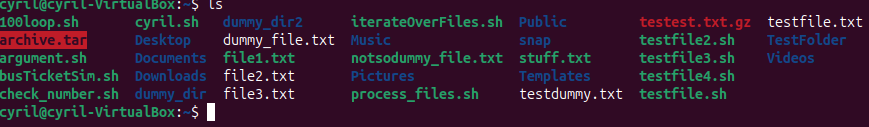 cyril@cyril-VirtualBox:~$ ls
100loop.sh cyril.sh dummy_dir2 iterateOverFiles.sh Public testest.txt.gz testfile.txt
archive.tar Desktop dummy_file.txt Music snap testfile2.sh TestFolder
argument.sh Documents file1.txt notsodummy_file.txt stuff.txt testfile3.sh Videos
busTicketSim.sh Downloads file2.txt Pictures Templates testfile4.sh
check_number.sh dummy_dir file3.txt process_files.sh testdummy.txt testfile.sh
cyril@cyril-VirtualBox:~$